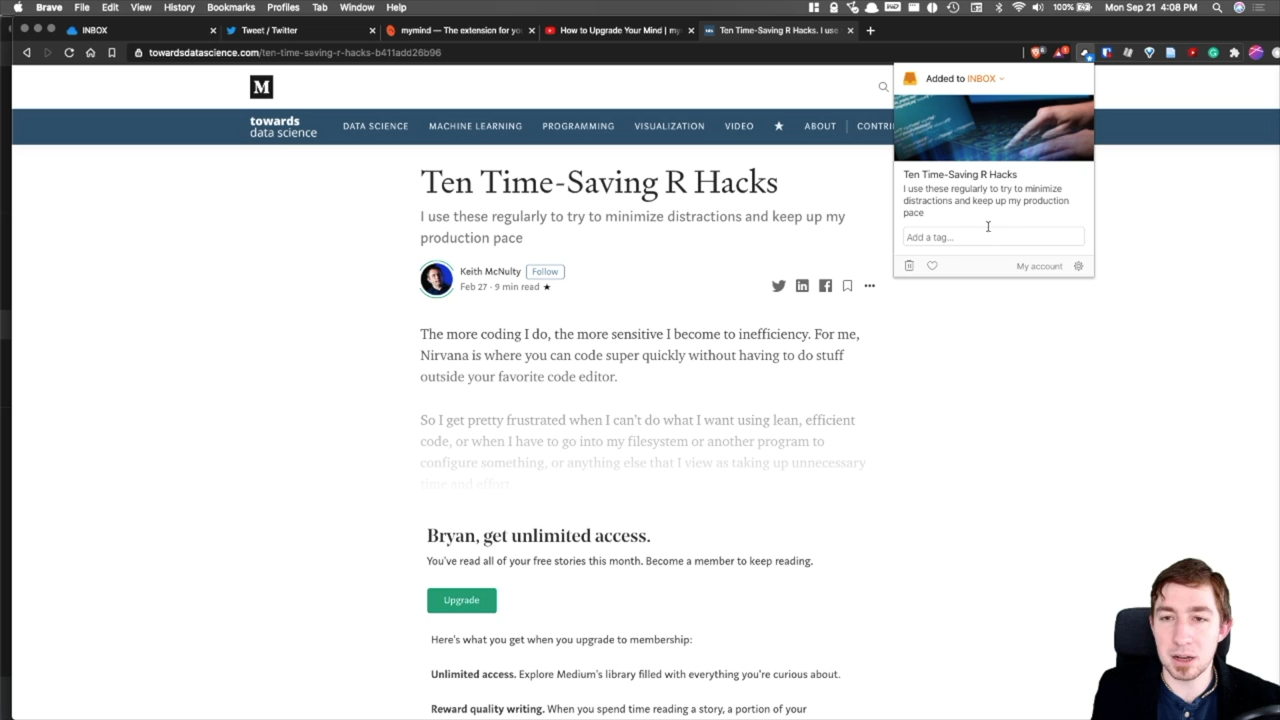 Brave File Edit View History Bookmarks Profiles Tab Window Help
100% Mon Sep 21 4:08 PM
INBOX
Tweet / Twitter
mymind — The extension for yo
How to Upgrade Your Mind | my
Ten Time-Saving R Hacks. I use
towardsdatascience.com/ten-time-saving-r-hacks-b411add26b96
M
towards
data science
DATA SCIENCE MACHINE LEARNING PROGRAMMING VISUALIZATION VIDEO ★ ABOUT CONTRI
Added to INBOX
Ten Time-Saving R Hacks
I use these regularly to try to minimize
distractions and keep up my production
pace
Add a tag...
My account
Ten Time-Saving R Hacks
I use these regularly to try to minimize distractions and keep up my
production pace
Keith McNulty Follow
Feb 27 · 9 min read ★
The more coding I do, the more sensitive I become to inefficiency. For me,
Nirvana is where you can code super quickly without having to do stuff
outside your favorite code editor.
So I get pretty frustrated when I can't do what I want using lean, efficient
code, or when I have to go into my filesystem or another program to
configure something, or anything else that I view as taking up unnecessary
time and effort.
Bryan, get unlimited access.
You've read all of your free stories this month. Become a member to keep reading.
Upgrade
Here's what you get when you upgrade to membership:
Unlimited access. Explore Medium's library filled with everything you're curious about.
Reward quality writing. When you spend time reading a story, a portion of your